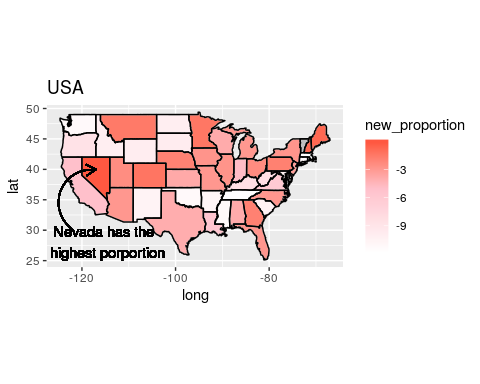 USA
new_proportion
50
45
40
35
30
25
lat
-3
-6
-9
Nevada has the
highest porportion
-120
-100
-80
long